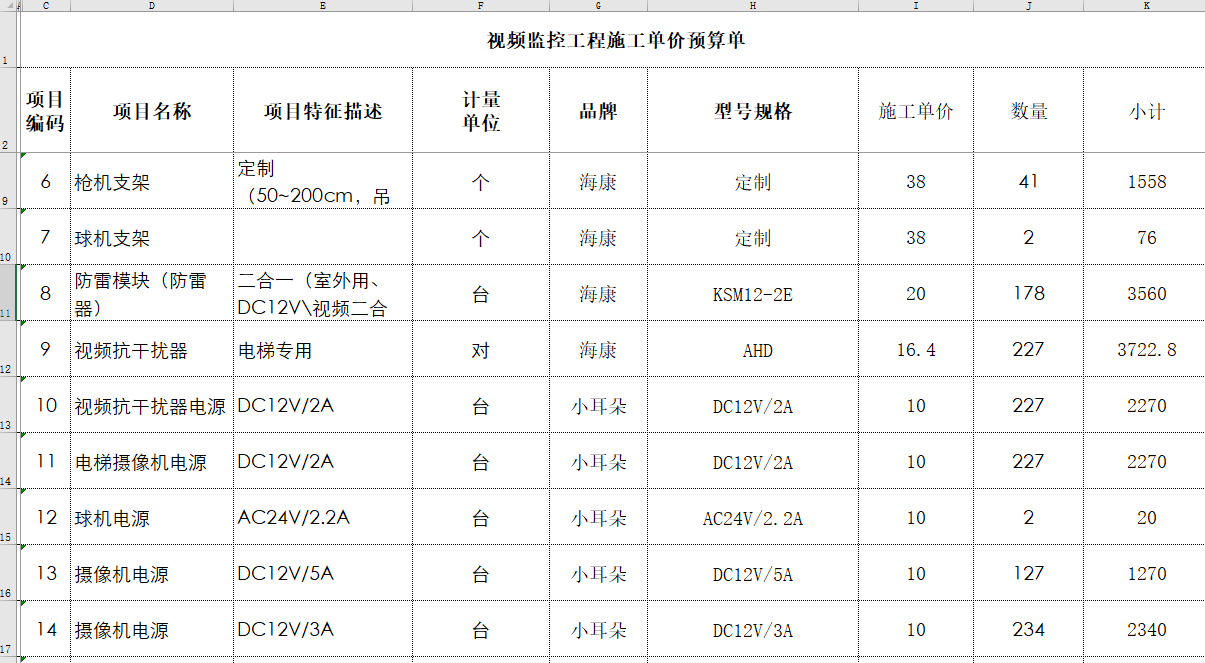 C D E F G H I J K
1 视频监控工程施工单价预算单
项目 计量
项目名称 项目特征描述 品牌 型号规格 施工单价 数量 小计
编码 单位
2
定制
6 枪机支架 个 海康 定制 38 41 1558
（50~200cm，吊
9
7 球机支架 个 海康 定制 38 2 76
10
防雷模块（防雷 二合一（室外用、
8 台 海康 KSM12-2E 20 178 3560
器） DC12V\视频二合
11
9 视频抗干扰器 电梯专用 对 海康 AHD 16.4 227 3722.8
12
10 视频抗干扰器电源 DC12V/2A 台 小耳朵 DC12V/2A 10 227 2270
13
11 电梯摄像机电源 DC12V/2A 台 小耳朵 DC12V/2A 10 227 2270
14
12 球机电源 AC24V/2.2A 台 小耳朵 AC24V/2.2A 10 2 20
15
13 摄像机电源 DC12V/5A 台 小耳朵 DC12V/5A 10 127 1270
16
14 摄像机电源 DC12V/3A 台 小耳朵 DC12V/3A 10 234 2340
17